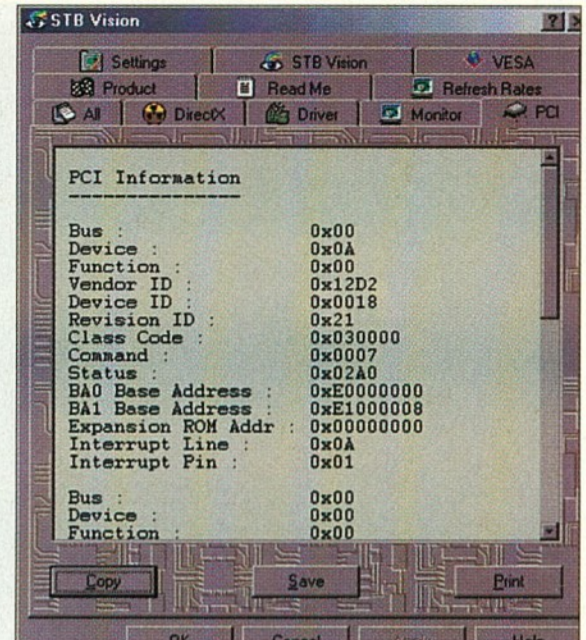 STB Vision
Settings STB Vision VESA
Product Read Me Refresh Rates
All DirectX Driver Monitor PCI
PCI Information
----------------
Bus : 0x00
Device : 0x0A
Function : 0x00
Vendor ID : 0x12D2
Device ID : 0x0018
Revision ID : 0x21
Class Code : 0x030000
Command : 0x0007
Status : 0x02A0
BA0 Base Address : 0xE0000000
BA1 Base Address : 0xE1000008
Expansion ROM Addr : 0x00000000
Interrupt Line : 0x0A
Interrupt Pin : 0x01
Bus : 0x00
Device : 0x00
Function : 0x00
Copy Save Print
OK Cancel Help